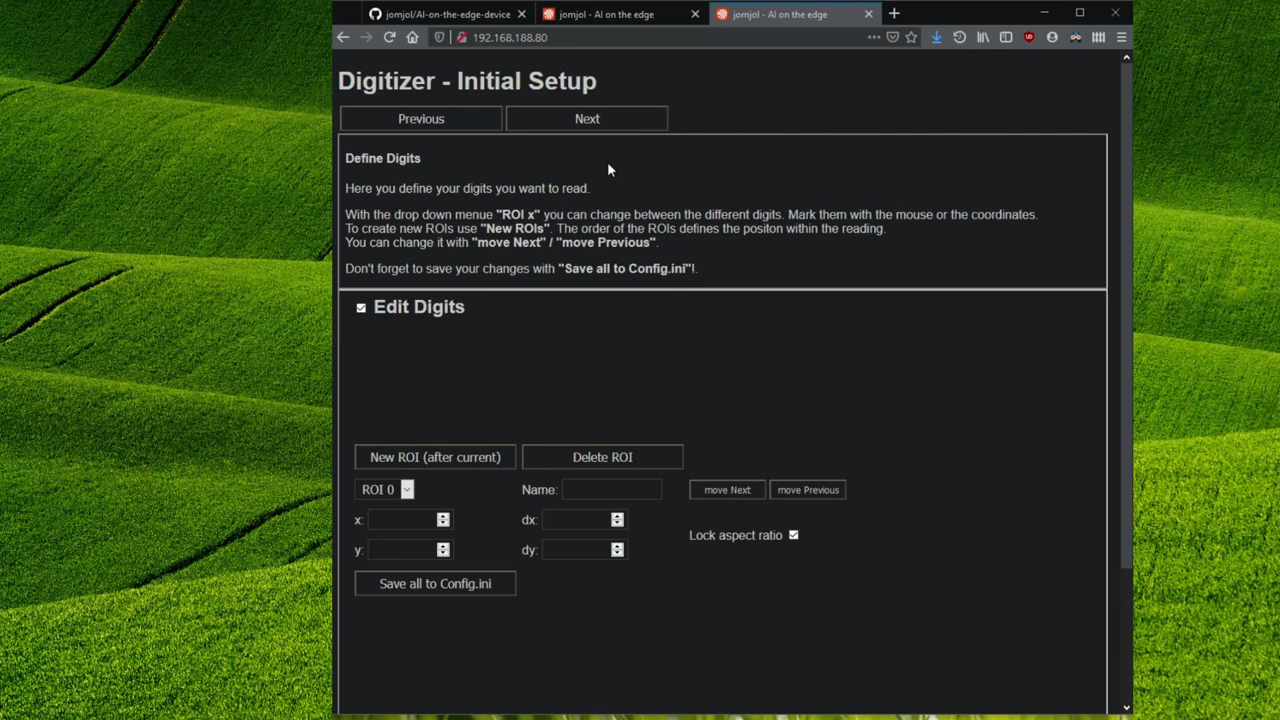 jomjol/AI-on-the-edge-device
jomjol - AI on the edge
jomjol - AI on the edge
192.168.188.80
Digitizer - Initial Setup
Previous
Next
Define Digits
Here you define your digits you want to read.
With the drop down menue "ROI x" you can change between the different digits. Mark them with the mouse or the coordinates.
To create new ROIs use "New ROIs". The order of the ROIs defines the positon within the reading.
You can change it with "move Next" / "move Previous".
Don't forget to save your changes with "Save all to Config.ini"!.
Edit Digits
New ROI (after current)
Delete ROI
ROI 0
Name:
move Next
move Previous
x:
dx:
Lock aspect ratio
y:
dy:
Save all to Config.ini